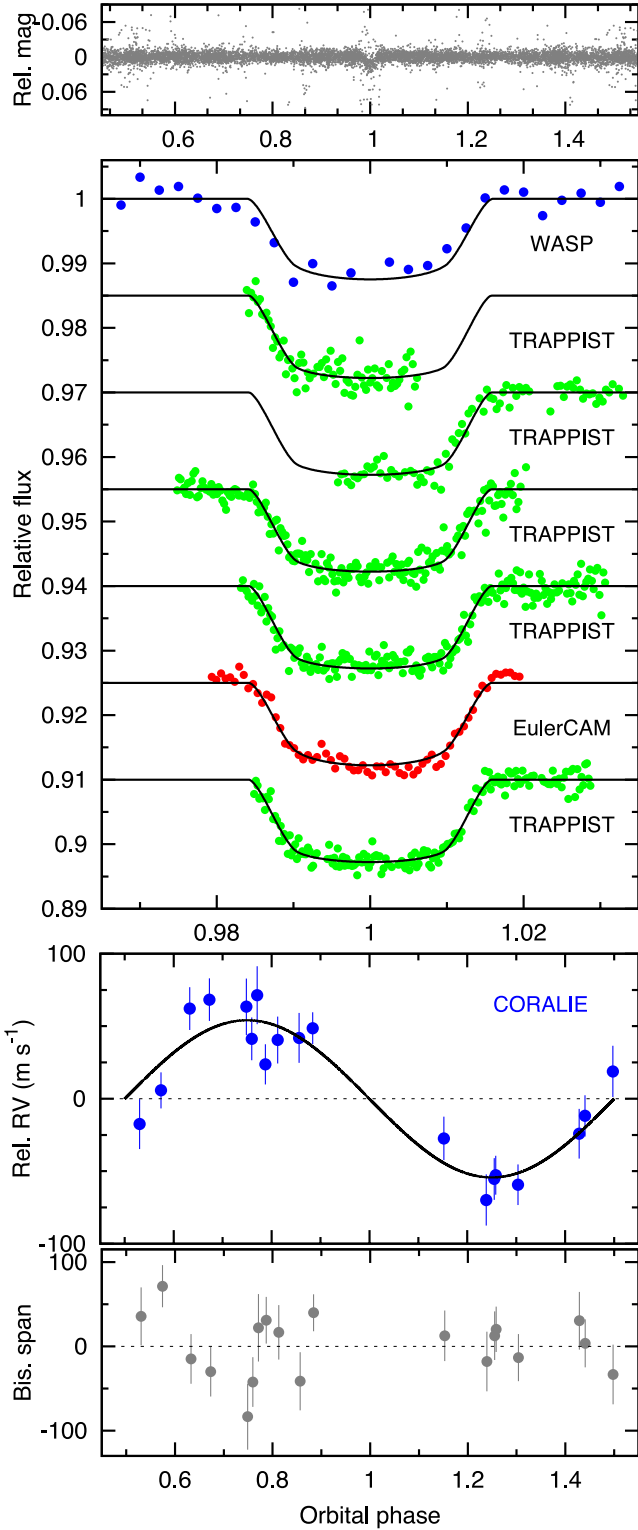 Rel. mag
-0.06
0
0.06
0.6
0.8
1
1.2
1.4
Relative flux
1
0.99
0.98
0.97
0.96
0.95
0.94
0.93
0.92
0.91
0.9
0.89
WASP
TRAPPIST
TRAPPIST
TRAPPIST
TRAPPIST
EulerCAM
TRAPPIST
0.98
1
1.02
Rel. RV (m s⁻¹)
100
0
-100
CORALIE
Bis. span
100
0
-100
0.6
0.8
1
1.2
1.4
Orbital phase